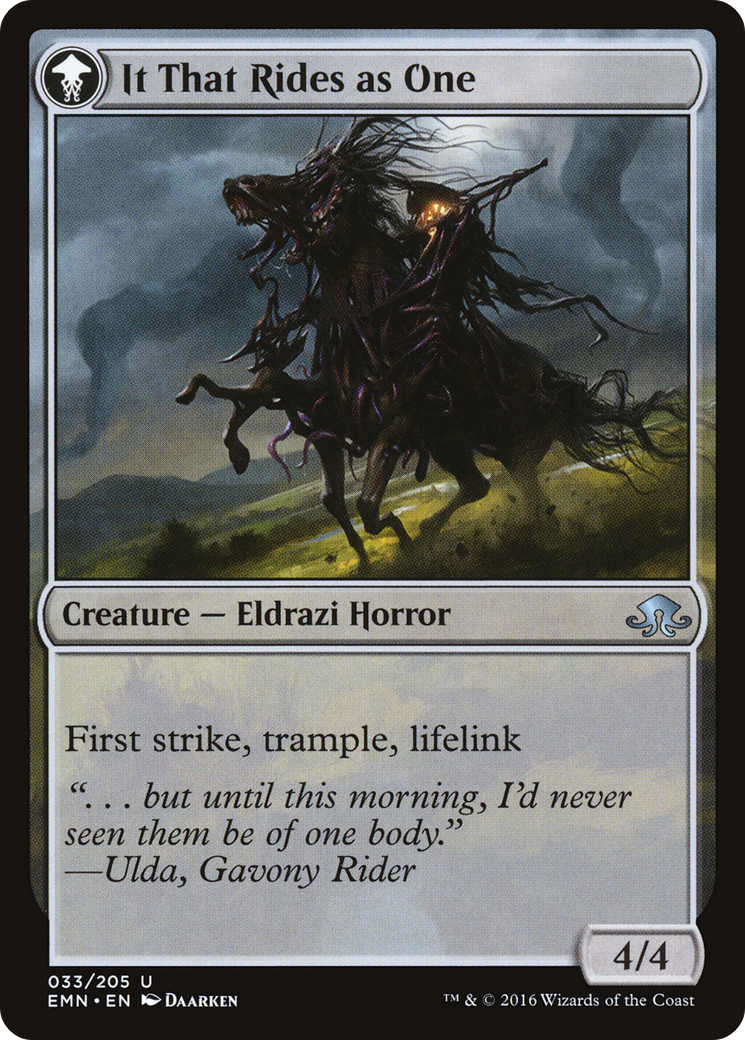 It That Rides as One
Creature — Eldrazi Horror
First strike, trample, lifelink
“. . . but until this morning, I’d never
seen them be of one body.”
—Ulda, Gavony Rider
4/4
033/205 U
EMN • EN Daarken
™ & © 2016 Wizards of the Coast